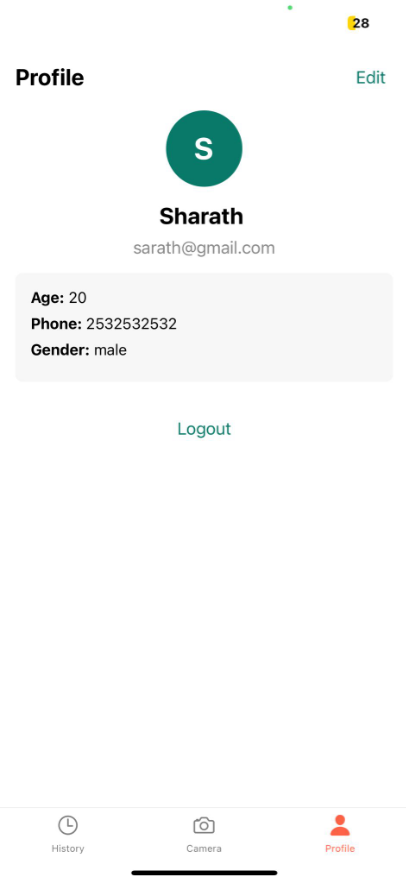 28
Profile
Edit
S
Sharath
sarath@gmail.com
Age: 20
Phone: 2532532532
Gender: male
Logout
History
Camera
Profile